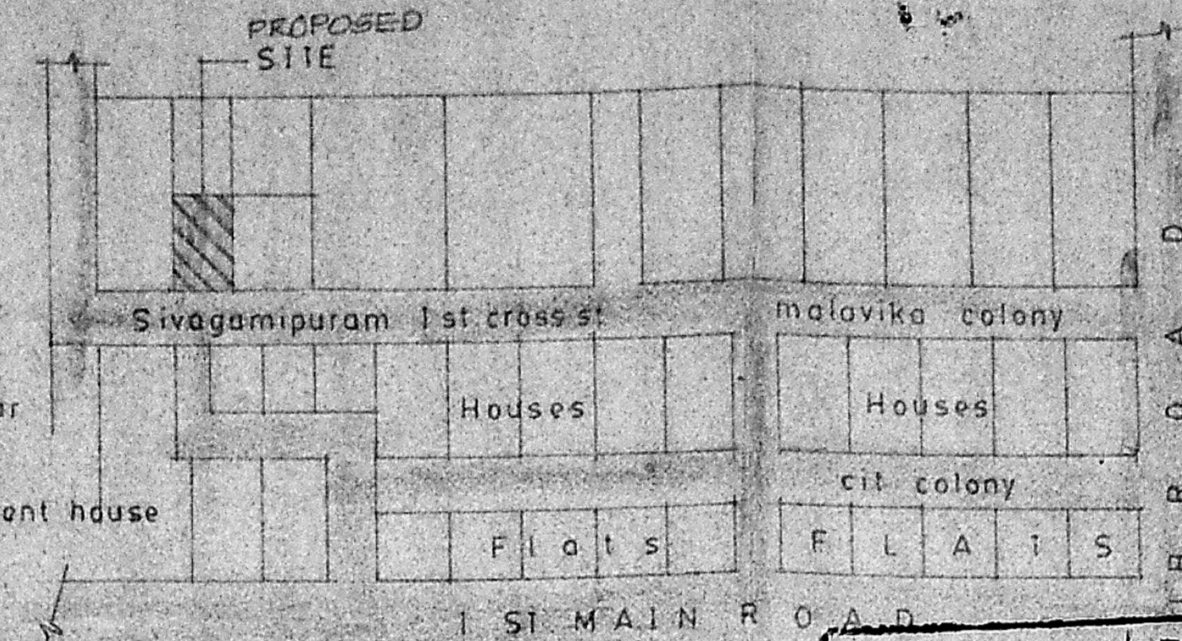 PROPOSED
SITE
Sivagamipuram 1st cross st
malavika colony
Houses
Houses
cit colony
house
Flats
FLATS
1 ST MAIN ROAD
ROAD